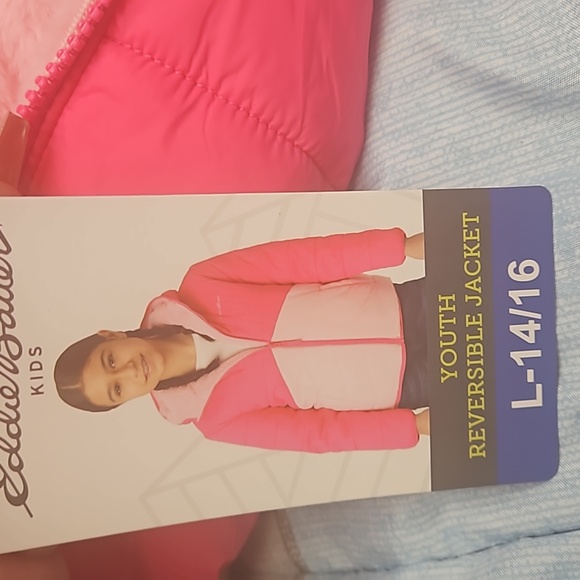 Eddie Bauer
KIDS
YOUTH
REVERSIBLE JACKET
L-14/16